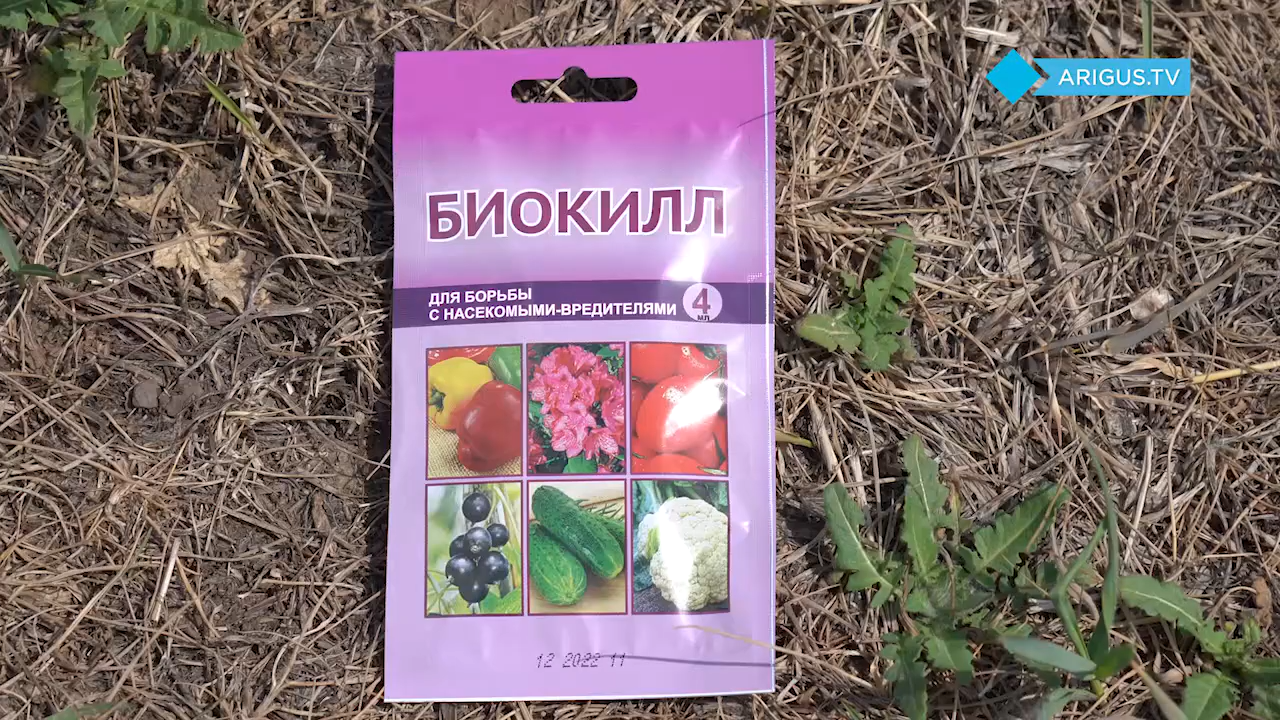 ARIGUS.TV
БИОКИЛЛ
ДЛЯ БОРЬБЫ
С НАСЕКОМЫМИ-ВРЕДИТЕЛЯМИ
4
мл
12 2022 11